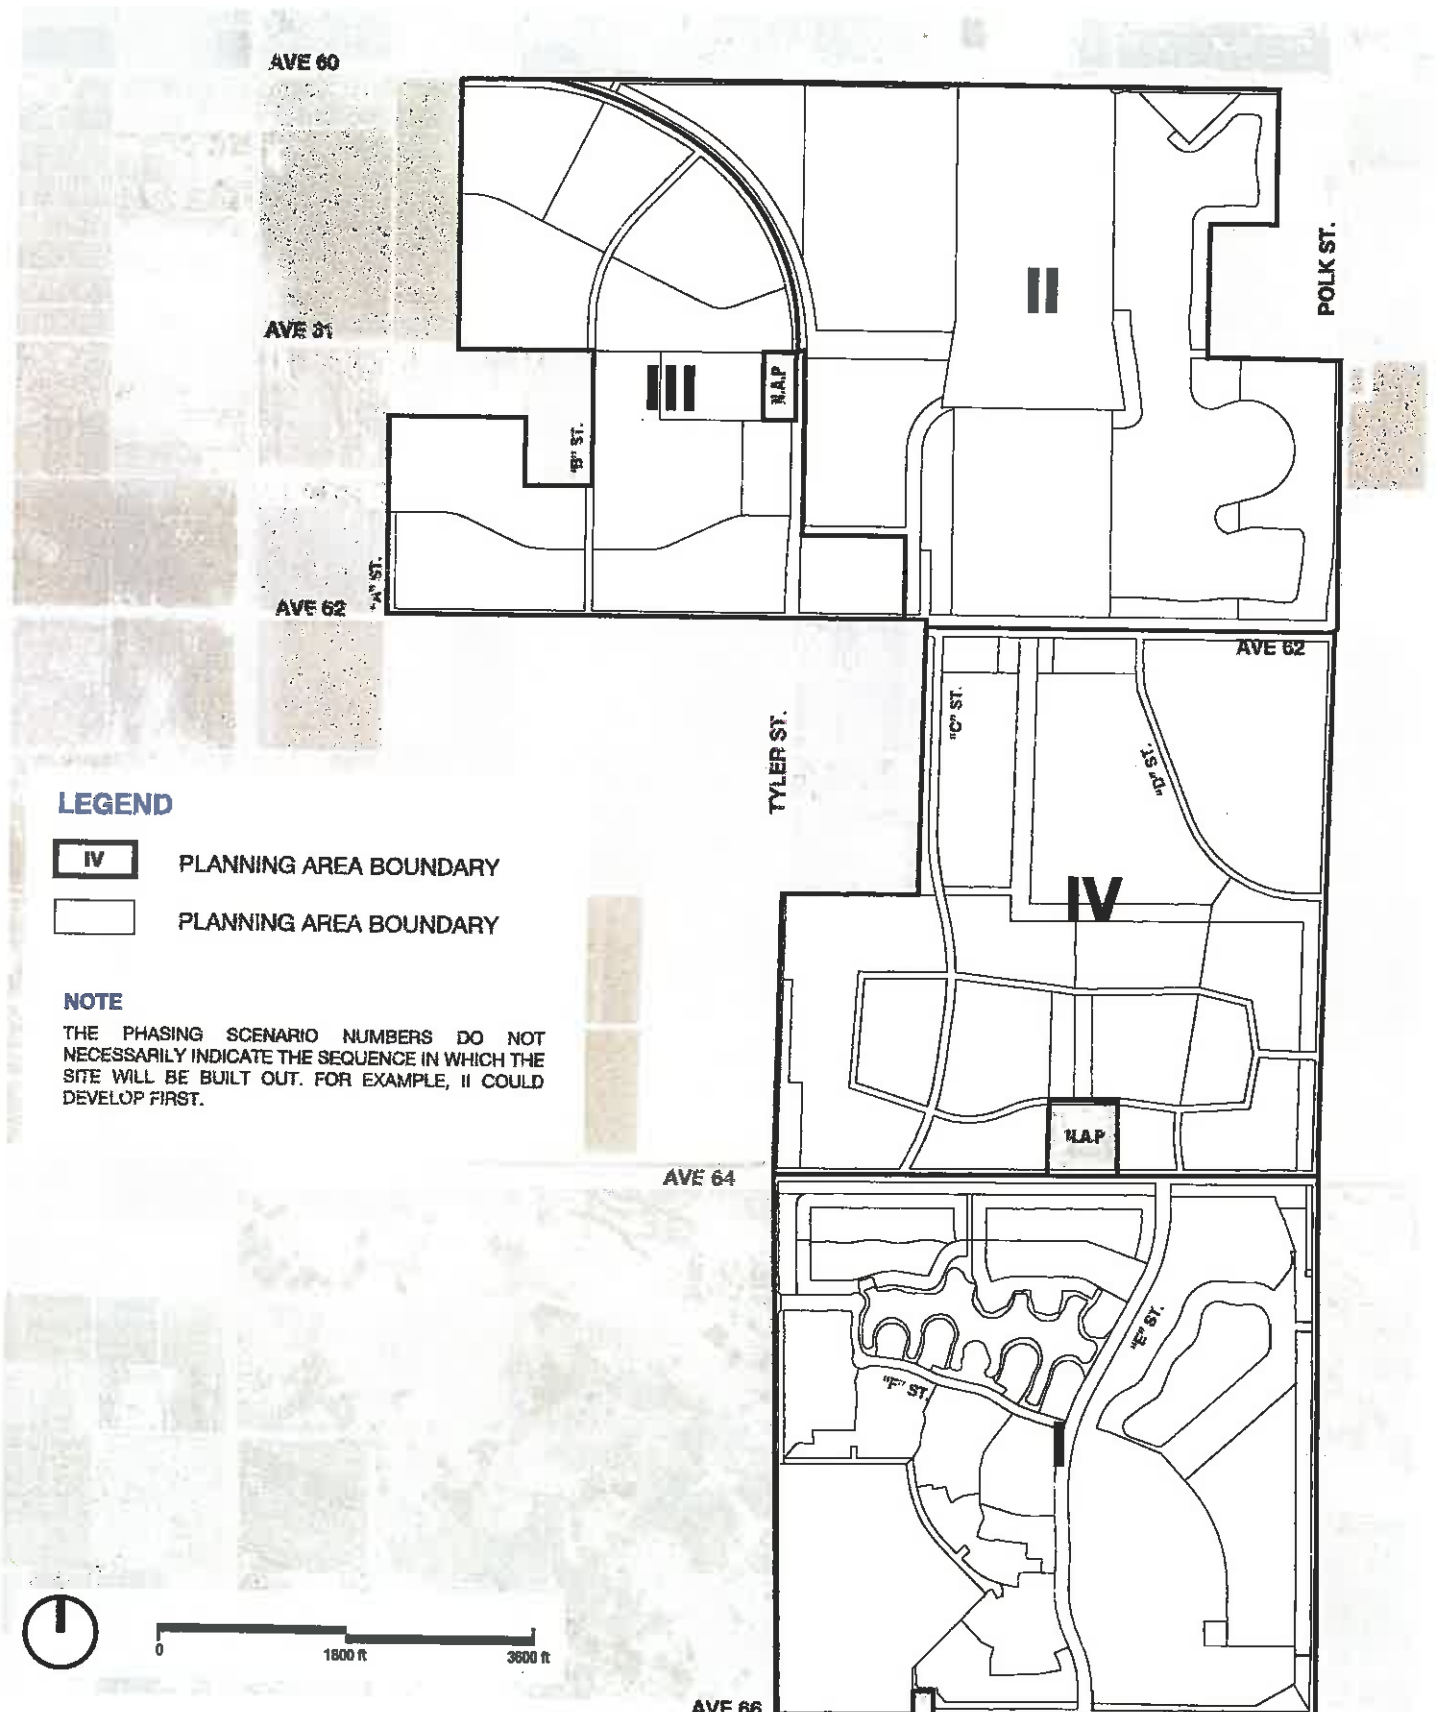 AVE 60
POLK ST.
II
AVE 61
III
N.A.P
"B" ST.
"A" ST.
AVE 62
AVE 62
"C" ST.
TYLER ST.
"D" ST.
LEGEND
IV PLANNING AREA BOUNDARY
PLANNING AREA BOUNDARY
IV
NOTE
THE PHASING SCENARIO NUMBERS DO NOT
NECESSARILY INDICATE THE SEQUENCE IN WHICH THE
SITE WILL BE BUILT OUT. FOR EXAMPLE, II COULD
DEVELOP FIRST.
N.A.P
AVE 64
"E" ST.
"F" ST.
I
0 1800 ft 3600 ft
AVE 66